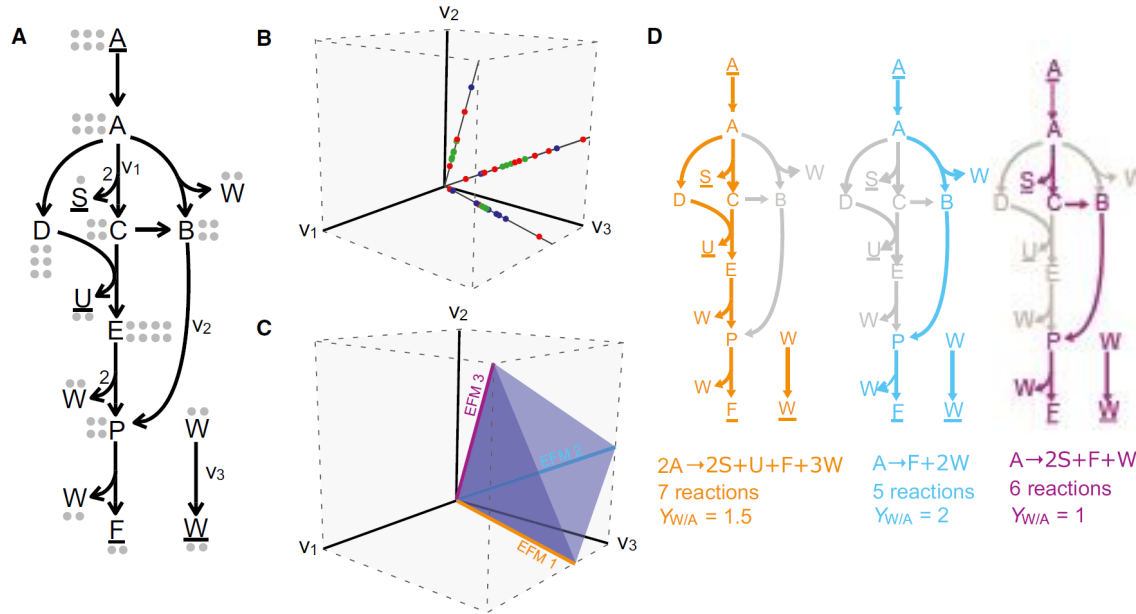 A
A
A
2
v1
S
W
D
C
B
U
E
v2
2
W
P
W
W
v3
F
W
B
v2
v1
v3
C
v2
EFM 3
EFM 2
EFM 1
v1
v3
D
A
A
S
W
D
C
B
U
E
W
P
W
W
F
W
2A→2S+U+F+3W
7 reactions
YW/A = 1.5
A
A
S
W
D
C
B
U
E
W
P
W
W
F
W
A→F+2W
5 reactions
YW/A = 2
A
A
S
W
D
C
B
U
E
W
P
W
W
E
W
A→2S+F+W
6 reactions
YW/A = 1